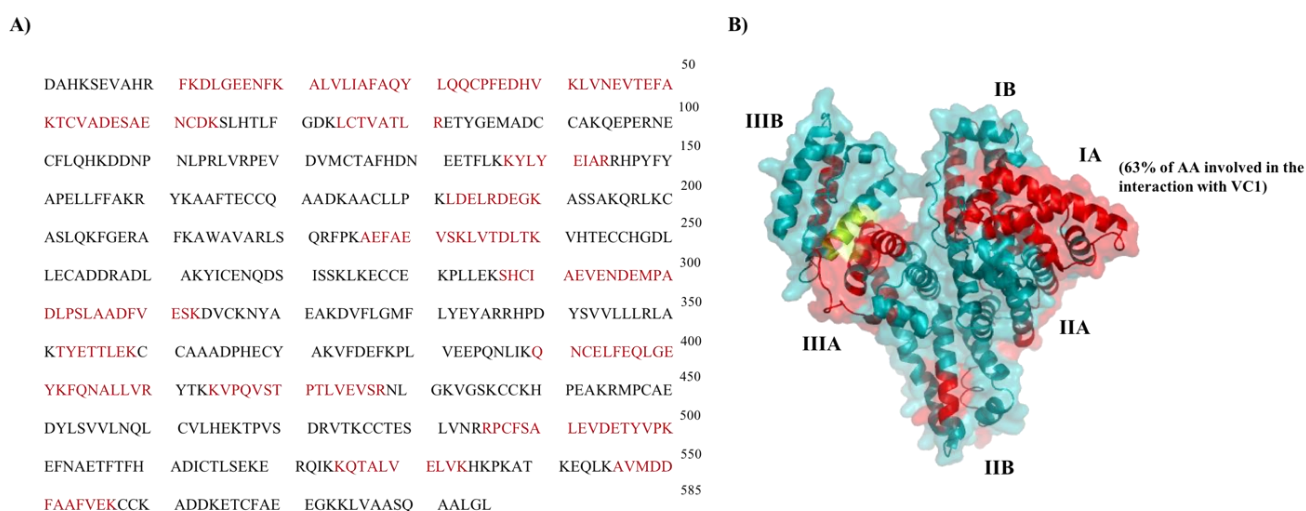 A)
50
DAHKSEVAHR FKDLGEENFK ALVLIAFAQY LQQCPFEDHV KLVNEVTEFA
100
KTCVADESAE NCDKSLHTLF GDKLCTVATL RETYGEMADC CAKQEPERNE
150
CFLQHKDDNP NLPRLVRPEV DVMCTAFHDN EETFLKKYLY EIARRHPYFY
200
APELLFFAKR YKAAFTECCQ AADKAACLLP KLDELRDEGK ASSAKQRLKC
250
ASLQKFGERA FKAWAVARLS QRFPKAEFAE VSKLVTDLTK VHTECCHGDL
300
LECADDRADL AKYICENQDS ISSKLKECCE KPLLEKSHCI AEVENDEMPA
350
DLPSLAADFV ESKDVCKNYA EAKDVFLGMF LYEYARRHPD YSVVLLLRLA
400
KTYETTLEKC CAAADPHECY AKVFDEFKPL VEEPQNLIKQ NCELFEQLGE
450
YKFQNALLVR YTKKVPQVST PTLVEVSRNL GKVGSKCCKH PEAKRMPCAE
500
DYLSVVLNQL CVLHEKTPVS DRVTKCCTES LVNRRPCFSA LEVDETYVPK
550
EFNAETFTFH ADICTLSEKE RQIKKQTALV ELVKHKPKAT KEQLKAVMDD
585
FAAFVEKCCK ADDKETCFAE EGKKLVAASQ AALGL
B)
IB
IIIB
IA
(63% of AA involved in the
interaction with VC1)
IIA
IIIA
IIB